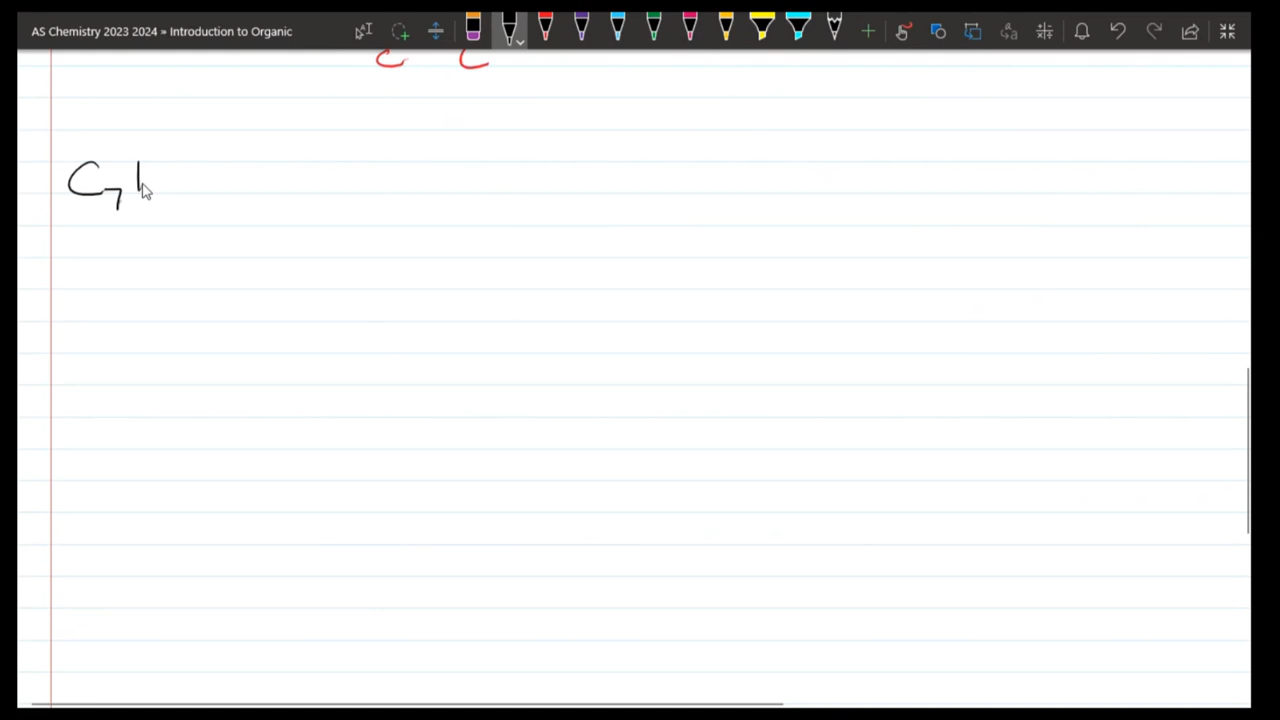 AS Chemistry 2023 2024 » Introduction to Organic
C C
C₇ I